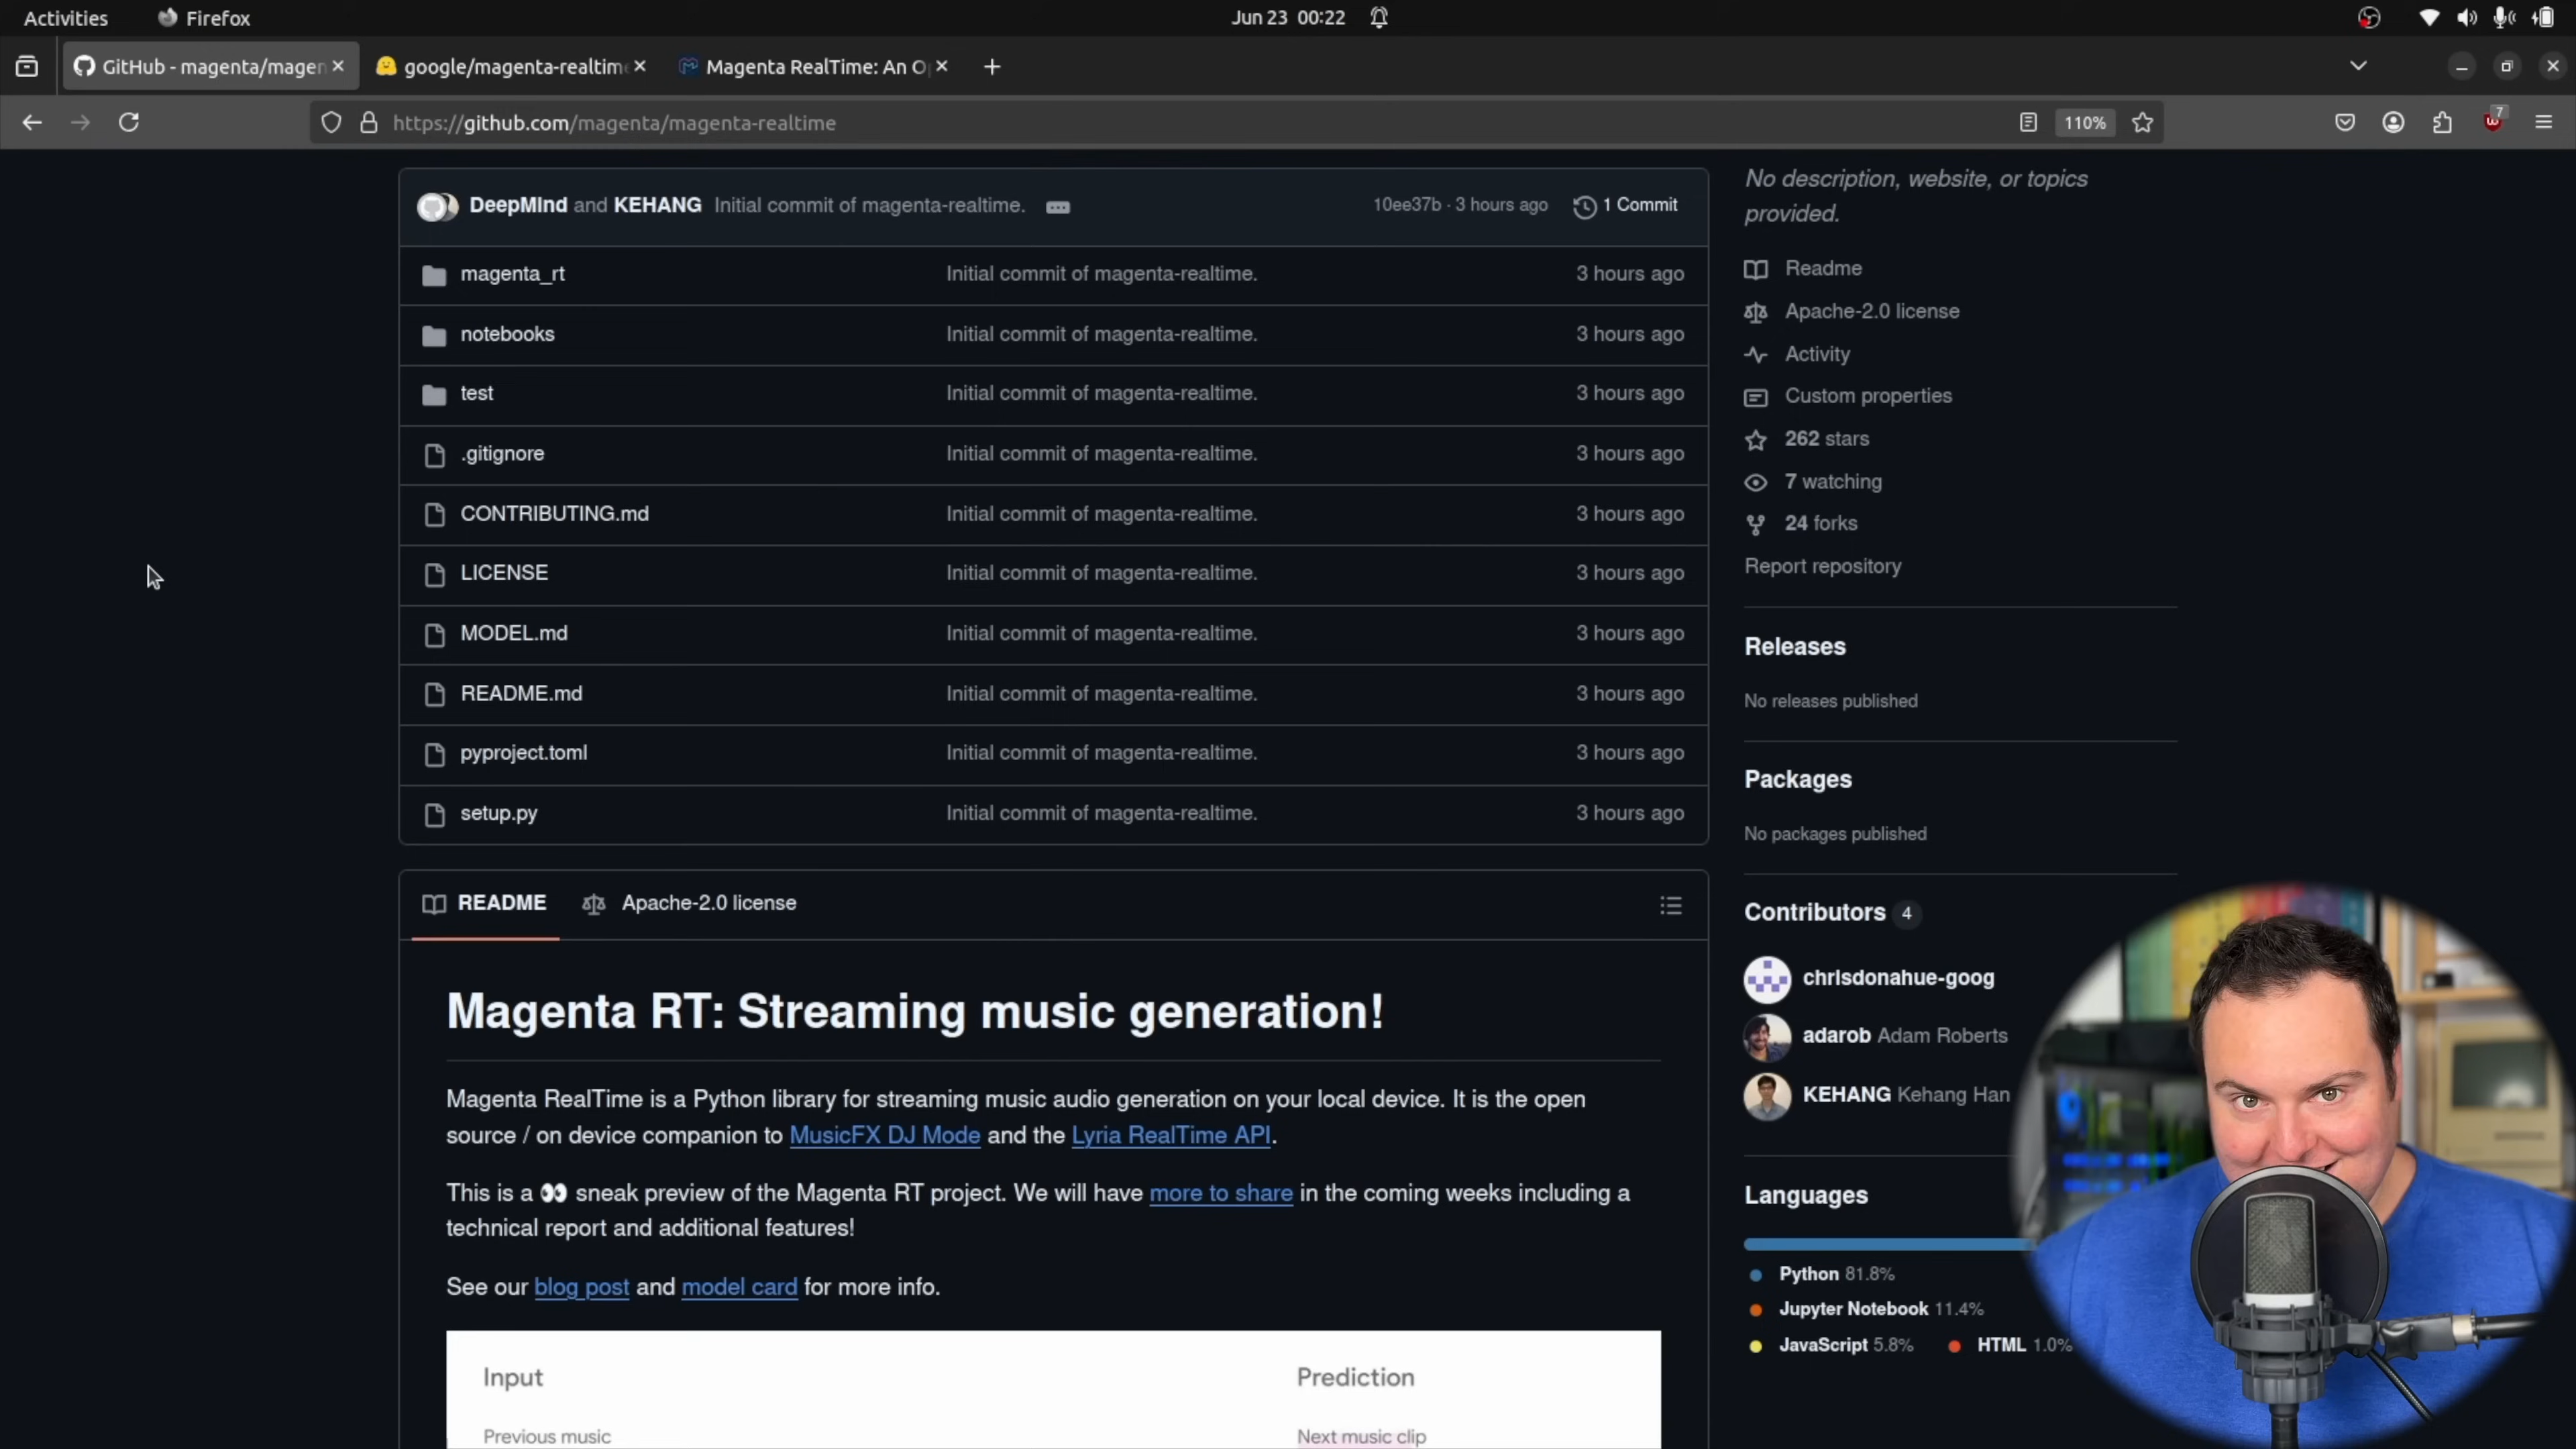 Activities
Firefox
Jun 23 00:22
GitHub - magenta/magen
google/magenta-realtime
Magenta RealTime: An O
https://github.com/magenta/magenta-realtime
110%
7
DeepMind and KEHANG Initial commit of magenta-realtime.
10ee37b · 3 hours ago
1 Commit
magenta_rt Initial commit of magenta-realtime. 3 hours ago
notebooks Initial commit of magenta-realtime. 3 hours ago
test Initial commit of magenta-realtime. 3 hours ago
.gitignore Initial commit of magenta-realtime. 3 hours ago
CONTRIBUTING.md Initial commit of magenta-realtime. 3 hours ago
LICENSE Initial commit of magenta-realtime. 3 hours ago
MODEL.md Initial commit of magenta-realtime. 3 hours ago
README.md Initial commit of magenta-realtime. 3 hours ago
pyproject.toml Initial commit of magenta-realtime. 3 hours ago
setup.py Initial commit of magenta-realtime. 3 hours ago
README
Apache-2.0 license
Magenta RT: Streaming music generation!
Magenta RealTime is a Python library for streaming music audio generation on your local device. It is the open
source / on device companion to MusicFX DJ Mode and the Lyria RealTime API.
This is a 👀 sneak preview of the Magenta RT project. We will have more to share in the coming weeks including a
technical report and additional features!
See our blog post and model card for more info.
Input
Prediction
Previous music
Next music clip
No description, website, or topics
provided.
Readme
Apache-2.0 license
Activity
Custom properties
262 stars
7 watching
24 forks
Report repository
Releases
No releases published
Packages
No packages published
Contributors 4
chrisdonahue-goog
adarob Adam Roberts
KEHANG Kehang Han
Languages
Python 81.8%
Jupyter Notebook 11.4%
JavaScript 5.8%
HTML 1.0%